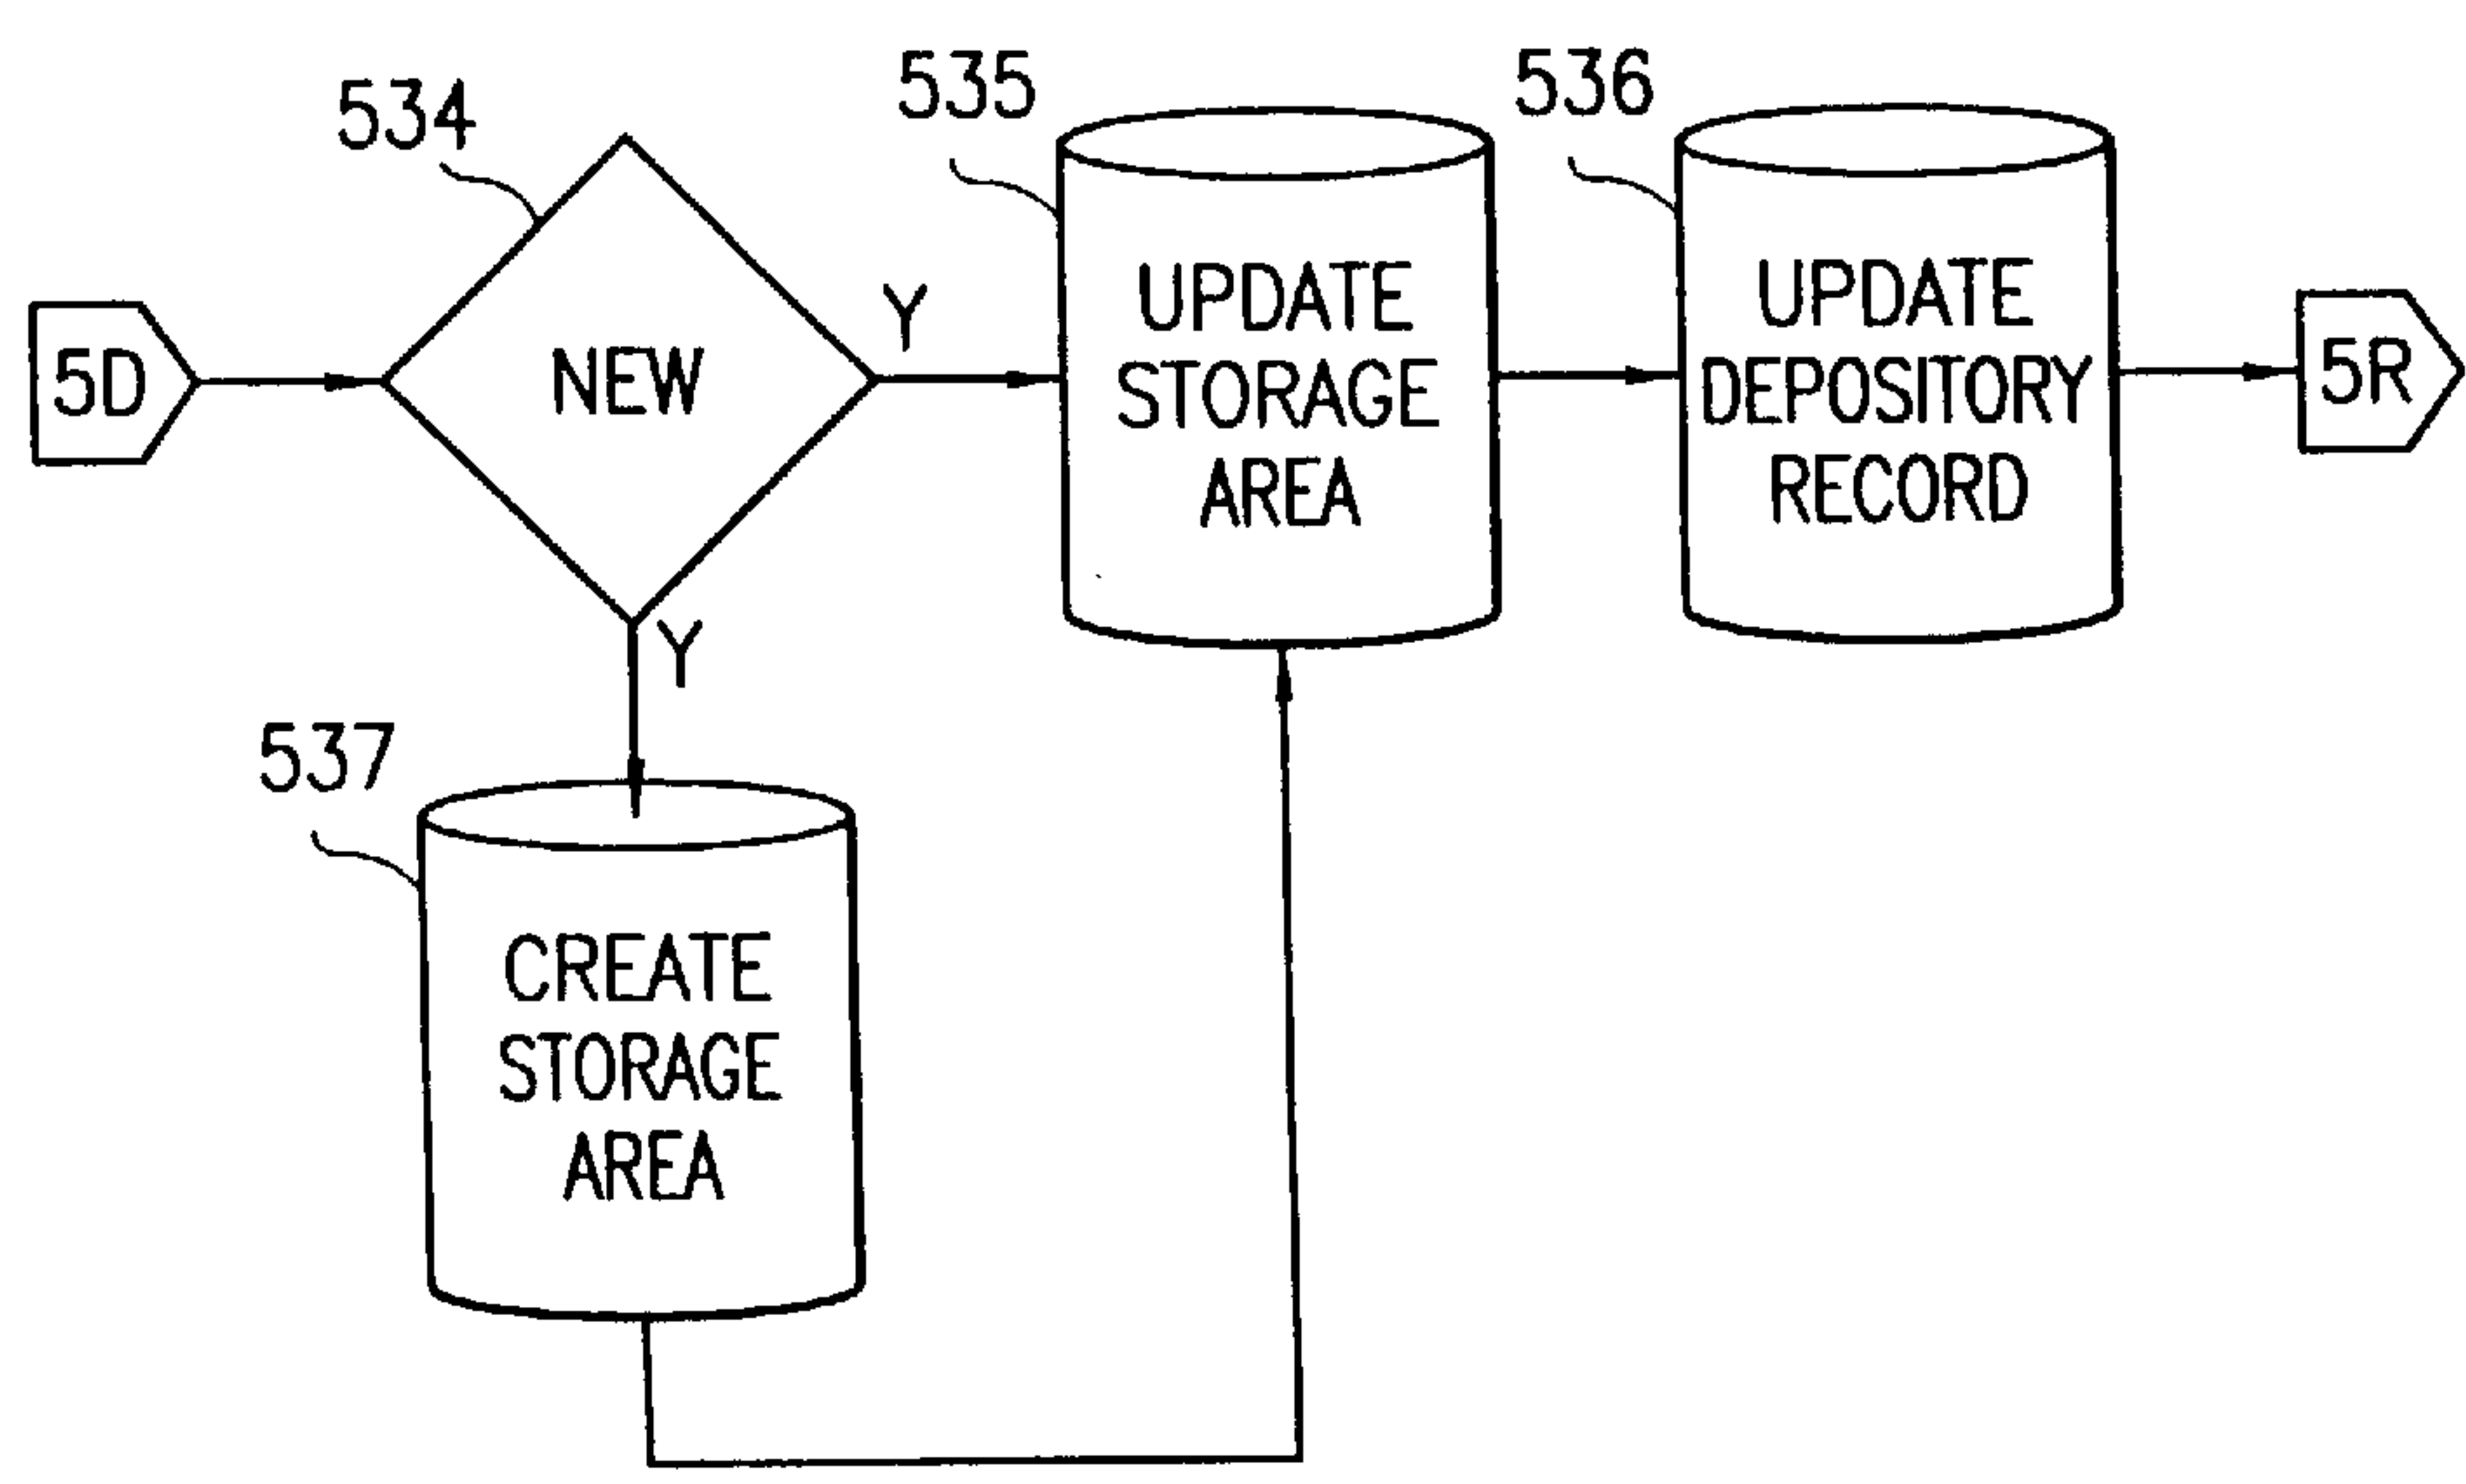 534
535
536
5D
NEW
Y
UPDATE
STORAGE
AREA
UPDATE
DEPOSITORY
RECORD
5R
Y
537
CREATE
STORAGE
AREA